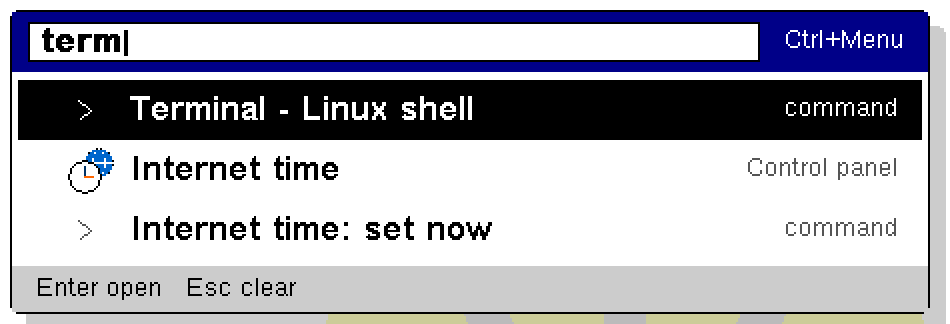 term
Ctrl+Menu
Terminal - Linux shell
command
Internet time
Control panel
Internet time: set now
command
Enter open
Esc clear